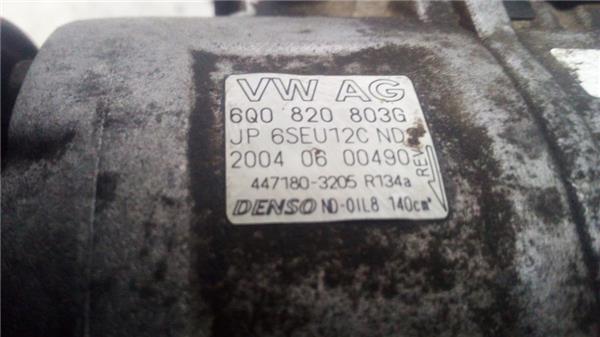 VW AG
6Q0 820 803G
JP 6SEU12C ND
2004 06 00490
REV
447180-3205 R134a
DENSO ND-OIL8 140cm³